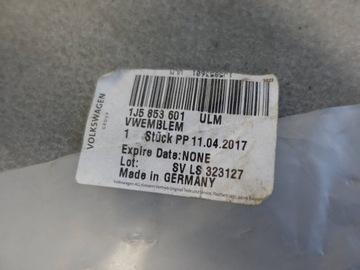 VOLKSWAGEN
GROUP
1J5 853 601 ULM
VWEMBLEM
1 Stück PP 11.04.2017
Expire Date:NONE
Lot: SV LS 323127
Made in GERMANY